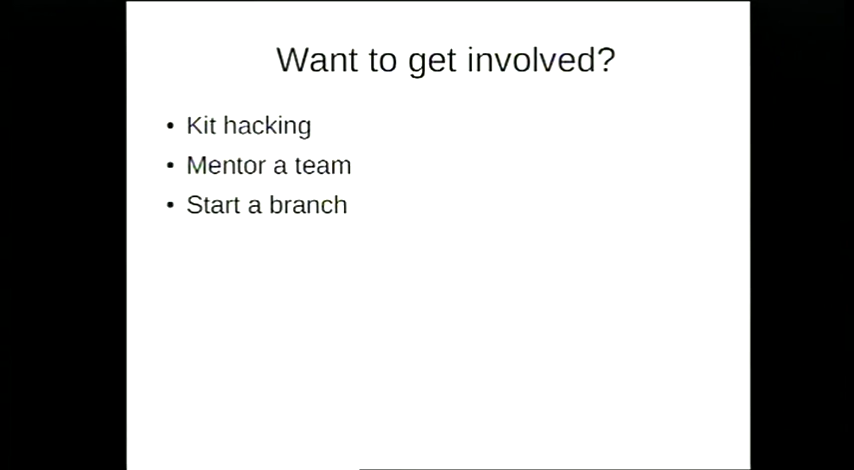 Want to get involved?
• Kit hacking
• Mentor a team
• Start a branch